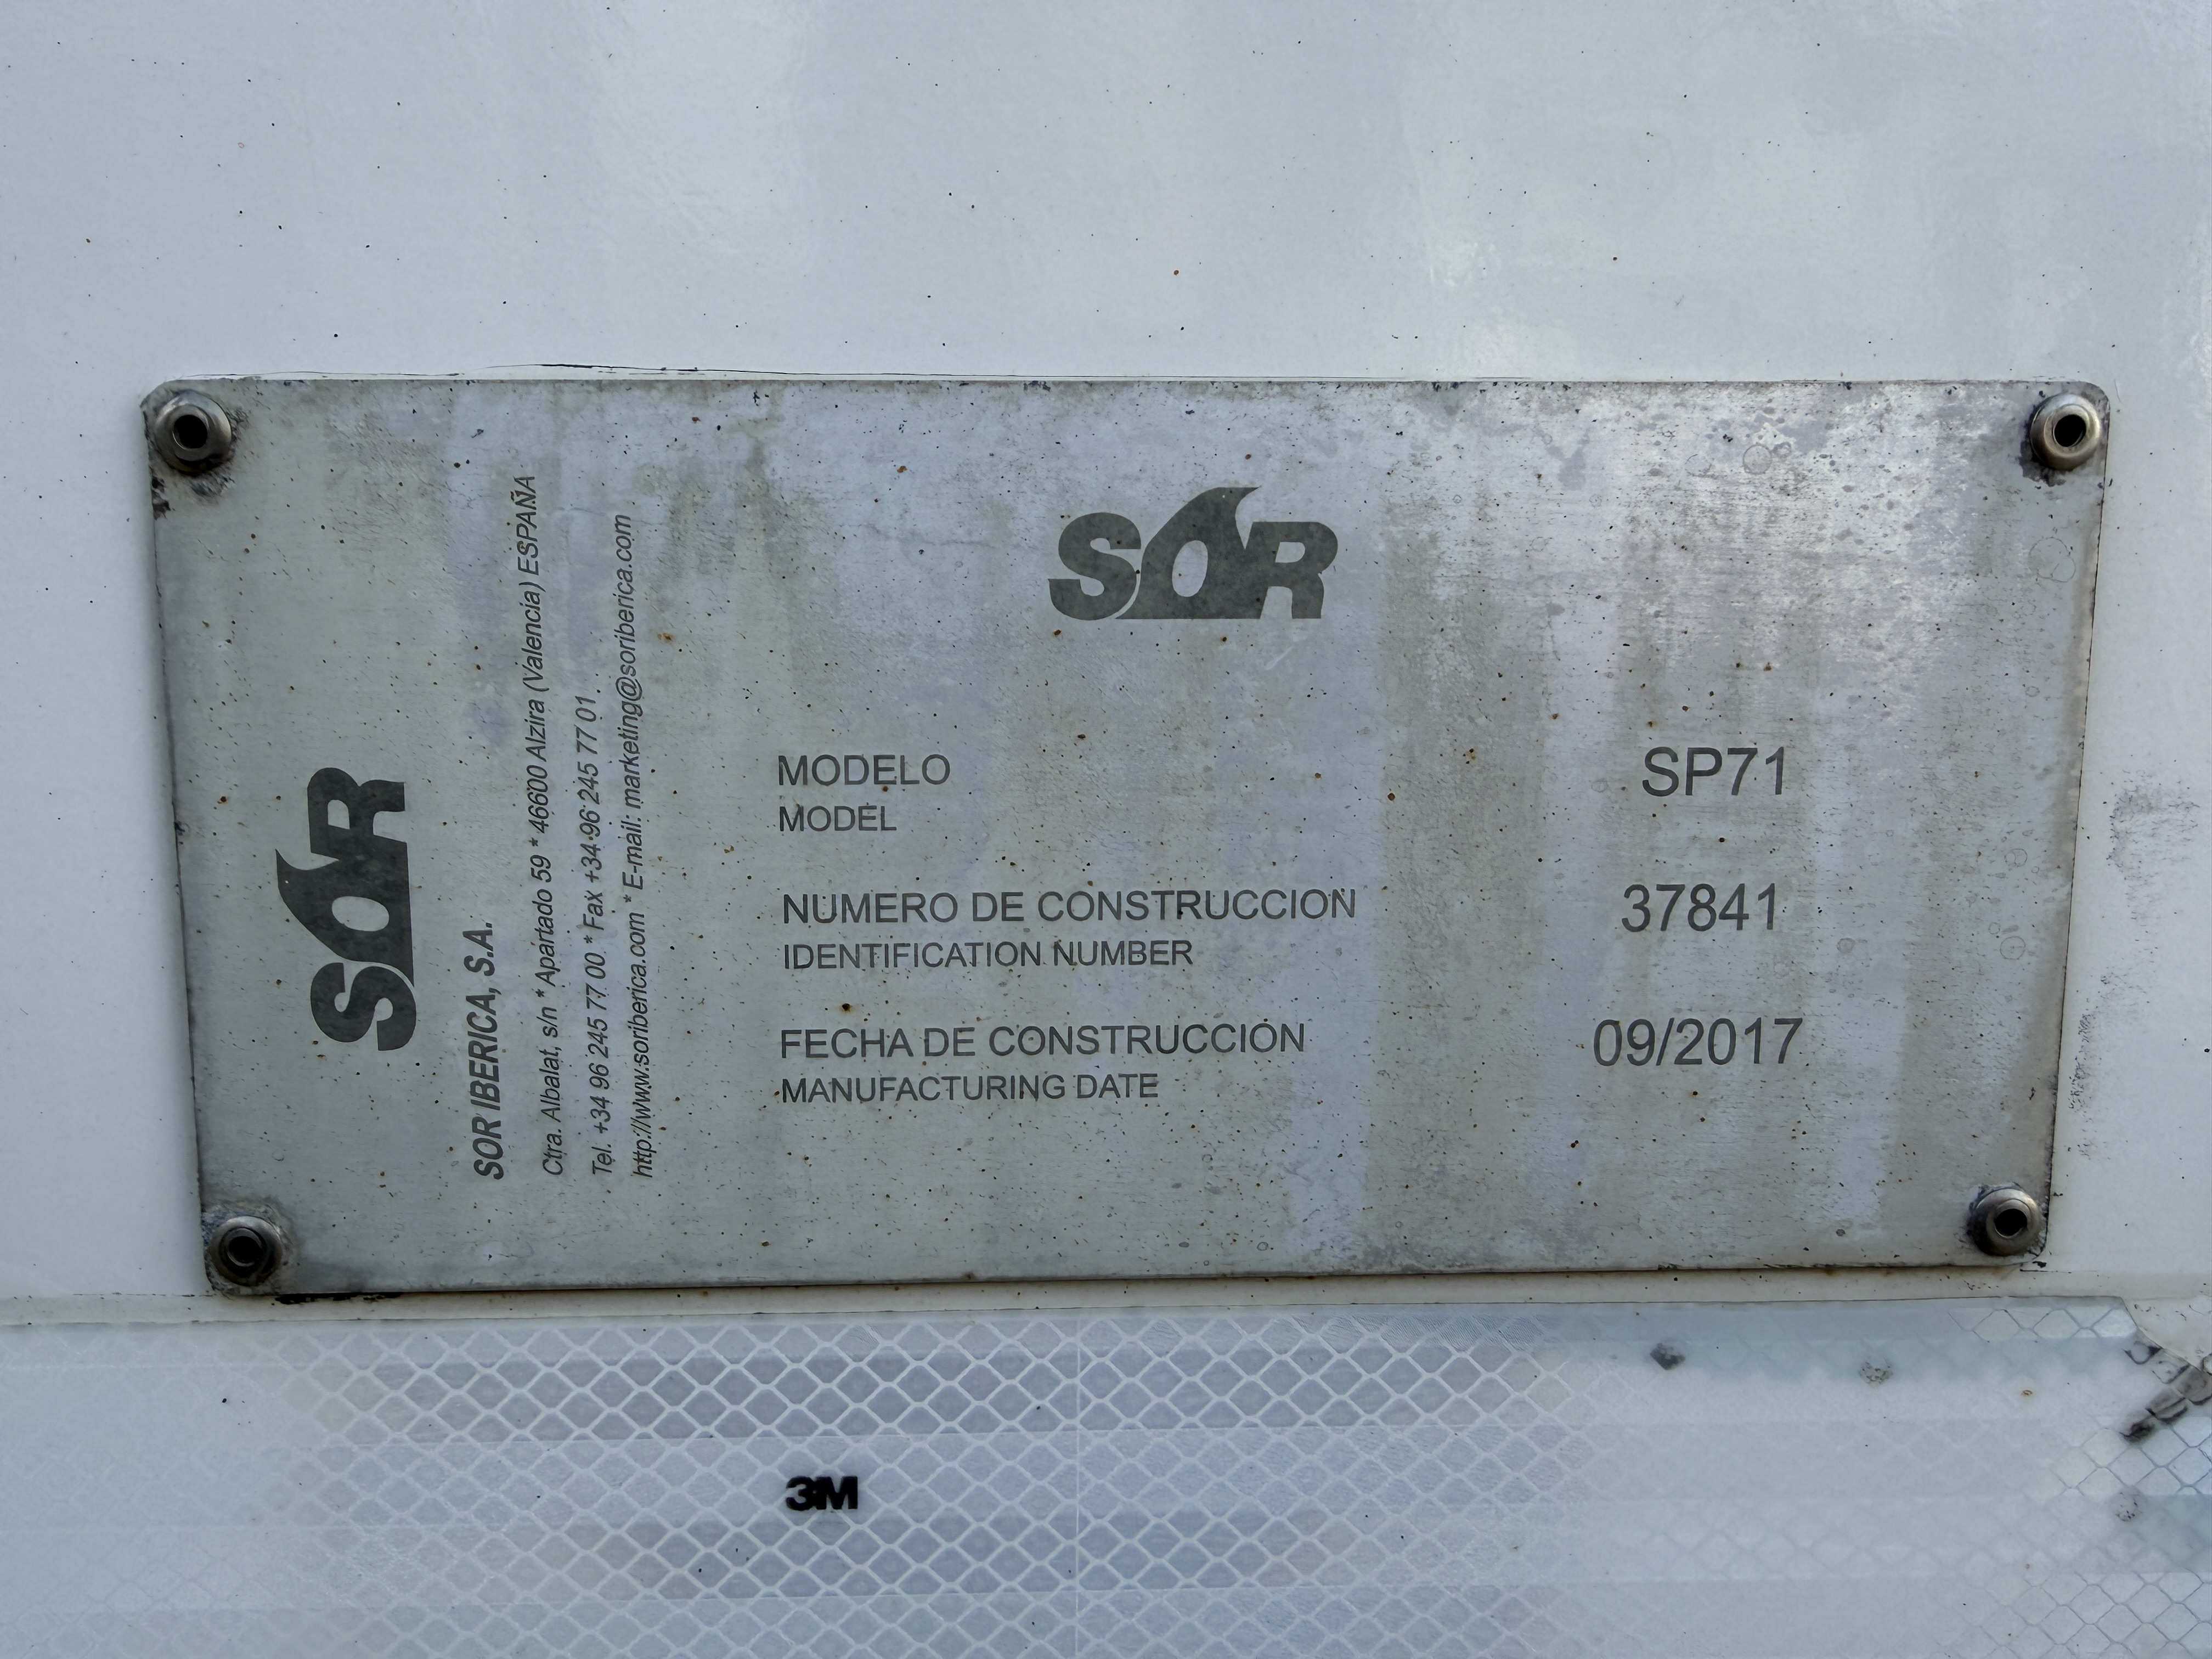 SOR
SOR IBERICA, S.A.
Ctra. Albalat, s/n * Apartado 59 * 46600 Alzira (Valencia) ESPAÑA
Tel. +34 96 245 77 00 * Fax +34 96 245 77 01
http://www.soriberica.com * E-mail: marketing@soriberica.com
SOR
MODELO SP71
MODEL
NUMERO DE CONSTRUCCION 37841
IDENTIFICATION NUMBER
FECHA DE CONSTRUCCION 09/2017
MANUFACTURING DATE
3M